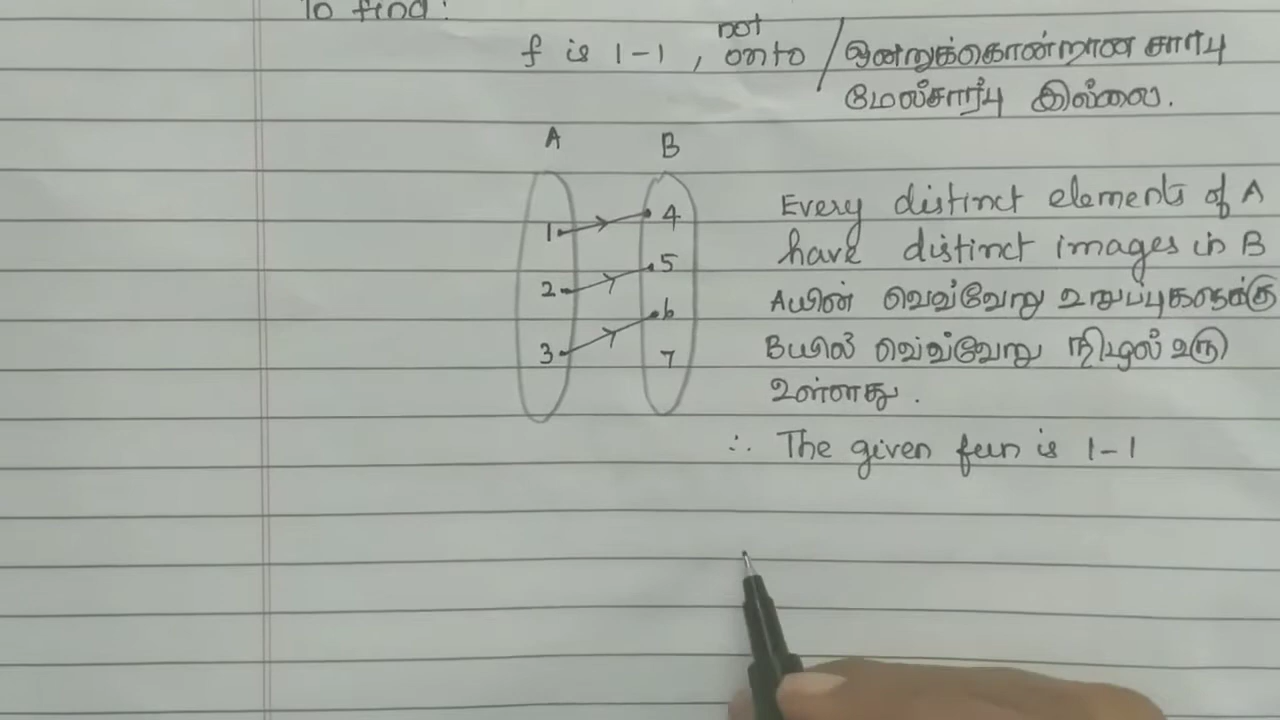 To find:
not
f is 1-1, onto / ஒன்றுக்கொன்றான சார்பு
மேல்சார்பு இல்லை.
A B
1 4
2 5
3 6
7
Every distinct elements of A
have distinct images in B
Aயின் வெவ்வேறு உறுப்புகளுக்கு
Bயில் வெவ்வேறு நிழல் உரு
உள்ளது.
∴ The given fun is 1-1